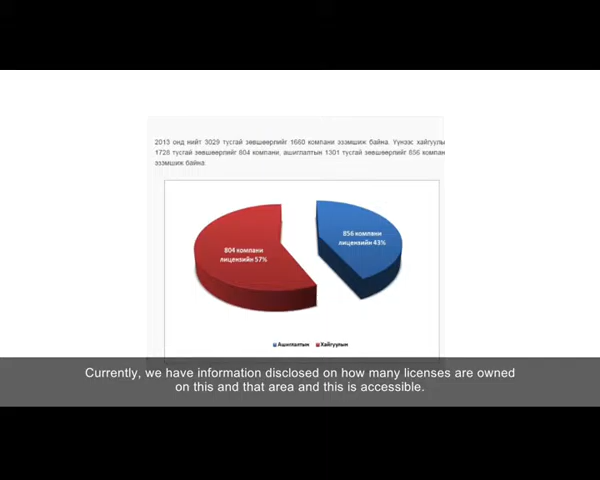 2013 онд нийт 3029 тусгай зөвшөөрлийг 1660 компани эзэмшиж байна. Үүнээс хайгуулын
1728 тусгай зөвшөөрлийг 804 компани, ашиглалтын 1301 тусгай зөвшөөрлийг 856 компани
эзэмшиж байна.
804 компани
лицензийн 57%
856 компани
лицензийн 43%
Ашиглалтын Хайгуулын
Currently, we have information disclosed on how many licenses are owned
on this and that area and this is accessible.